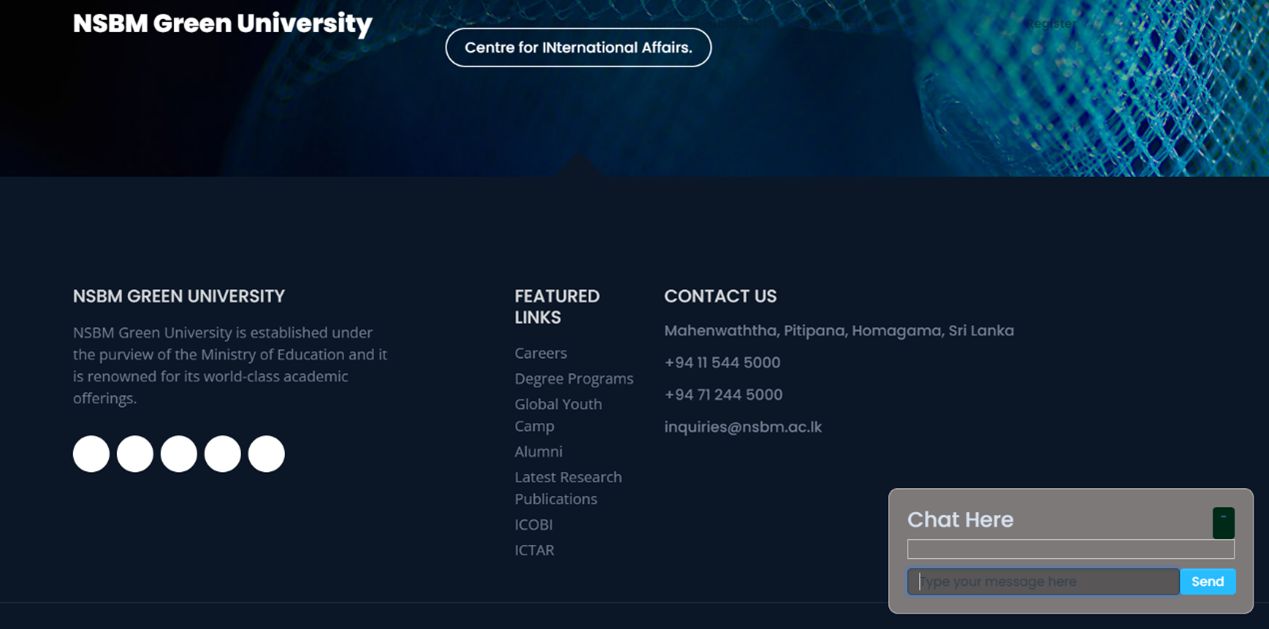 NSBM Green University
Register
Centre for INternational Affairs.
NSBM GREEN UNIVERSITY
NSBM Green University is established under
the purview of the Ministry of Education and it
is renowned for its world-class academic
offerings.
FEATURED
LINKS
Careers
Degree Programs
Global Youth
Camp
Alumni
Latest Research
Publications
ICOBI
ICTAR
CONTACT US
Mahenwaththa, Pitipana, Homagama, Sri Lanka
+94 11 544 5000
+94 71 244 5000
inquiries@nsbm.ac.lk
Chat Here
-
Type your message here
Send